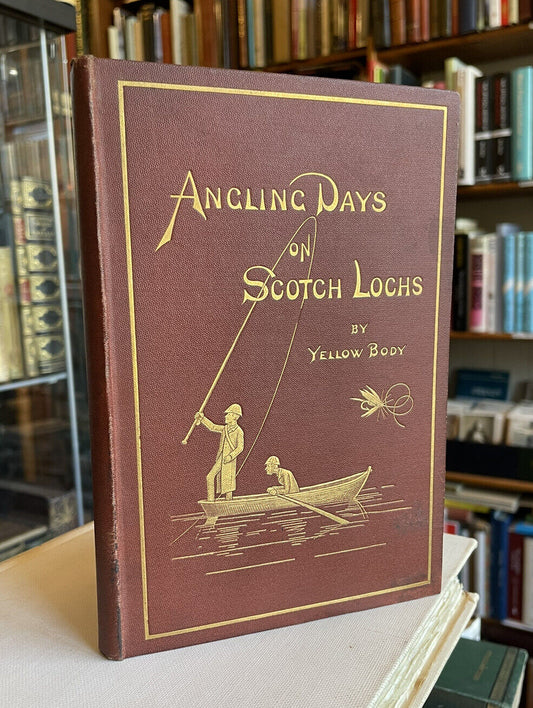 ANGLING DAYS
ON
SCOTCH LOCHS
BY
YELLOW BODY